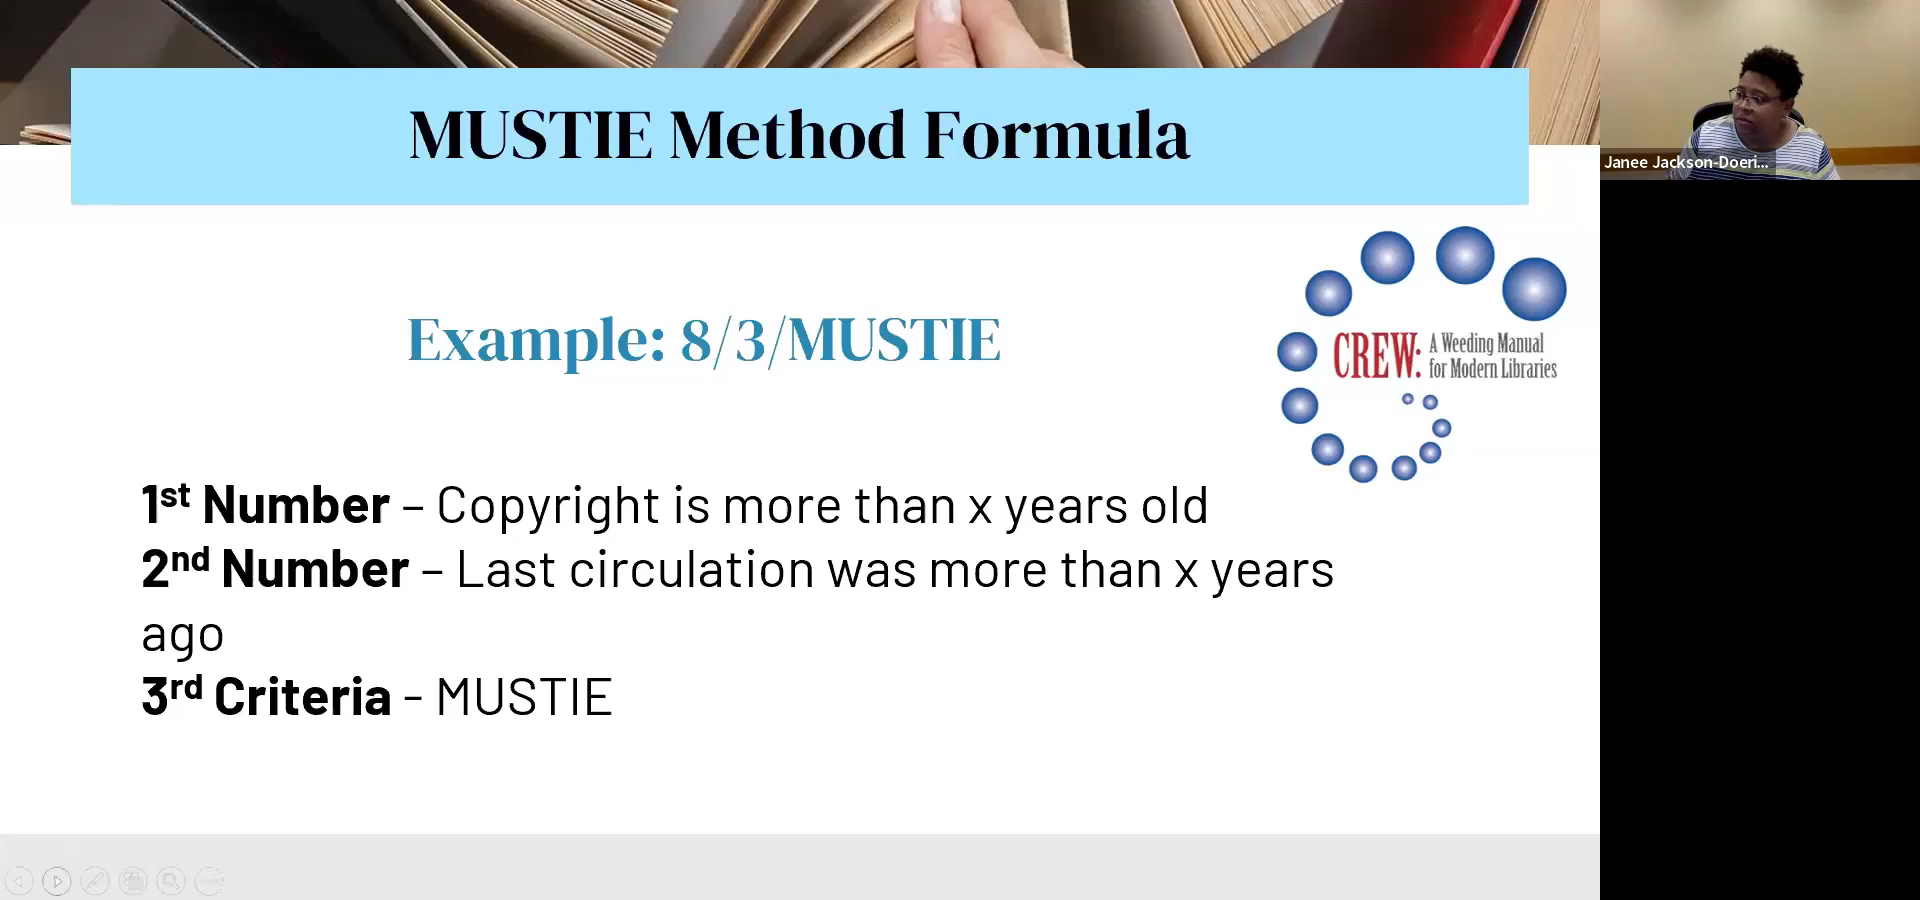 MUSTIE Method Formula
Janee Jackson-Doeri...
Example: 8/3/MUSTIE
CREW: A Weeding Manual
for Modern Libraries
1st Number – Copyright is more than x years old
2nd Number – Last circulation was more than x years
ago
3rd Criteria - MUSTIE